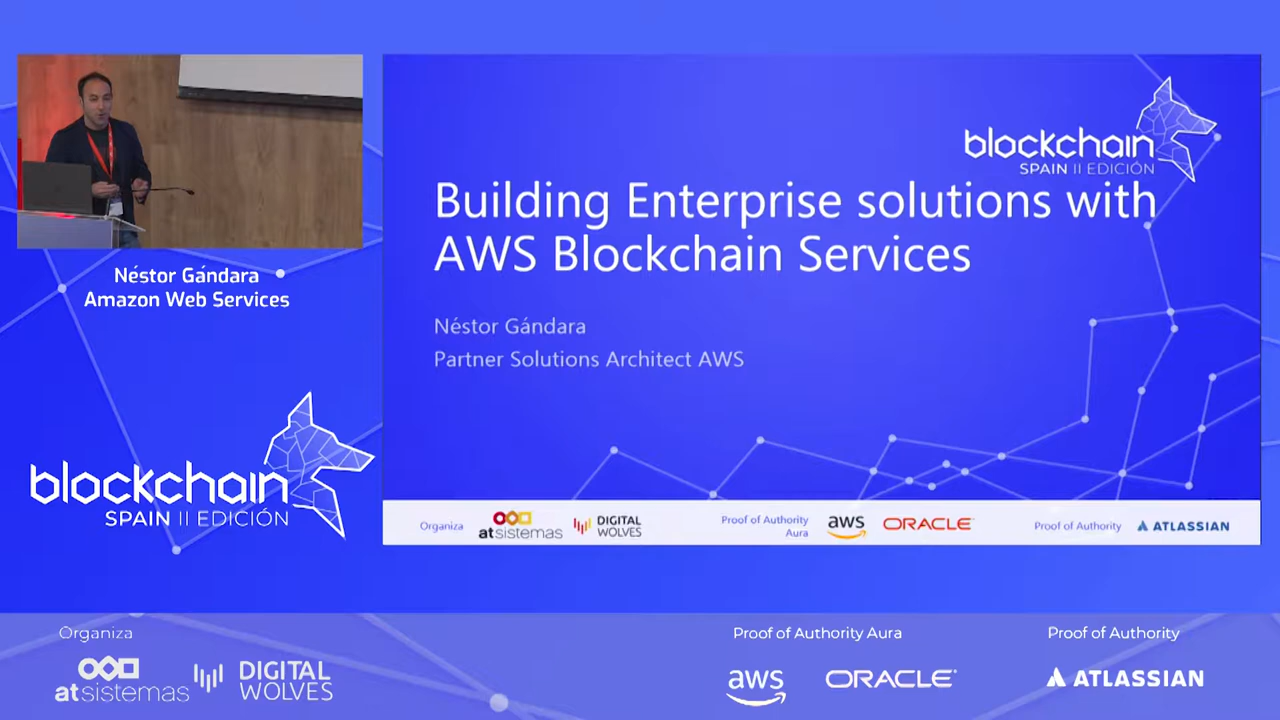 blockchain
SPAIN II EDICIÓN
Building Enterprise solutions with
AWS Blockchain Services
Néstor Gándara
Partner Solutions Architect AWS
Organiza
atsistemas
DIGITAL
WOLVES
Proof of Authority
Aura
aws
ORACLE
Proof of Authority
ATLASSIAN
Néstor Gándara
Amazon Web Services
blockchain
SPAIN II EDICIÓN
Organiza
atsistemas
DIGITAL
WOLVES
Proof of Authority Aura
aws
ORACLE
Proof of Authority
ATLASSIAN